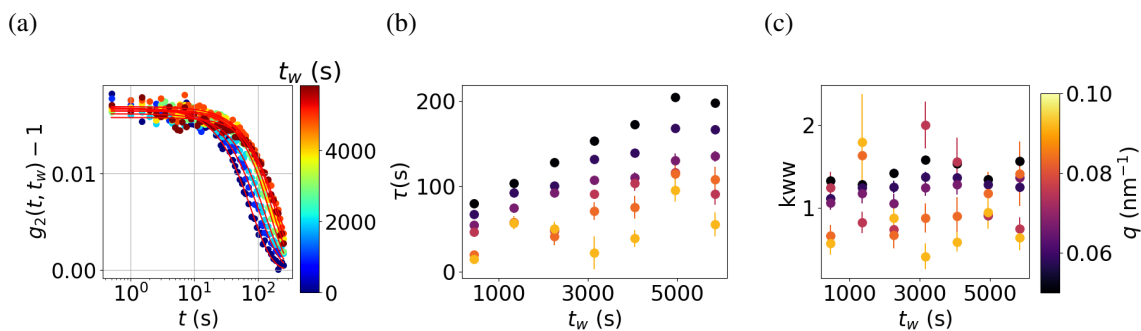 (a)
t_w (s)
g_2(t, t_w) − 1
0.01
0.00
10^0
10^1
10^2
t (s)
4000
2000
0
(b)
τ(s)
200
100
0
1000
3000
5000
t_w (s)
(c)
kww
2
1
1000
3000
5000
t_w (s)
0.10
0.08
0.06
q (nm^−1)